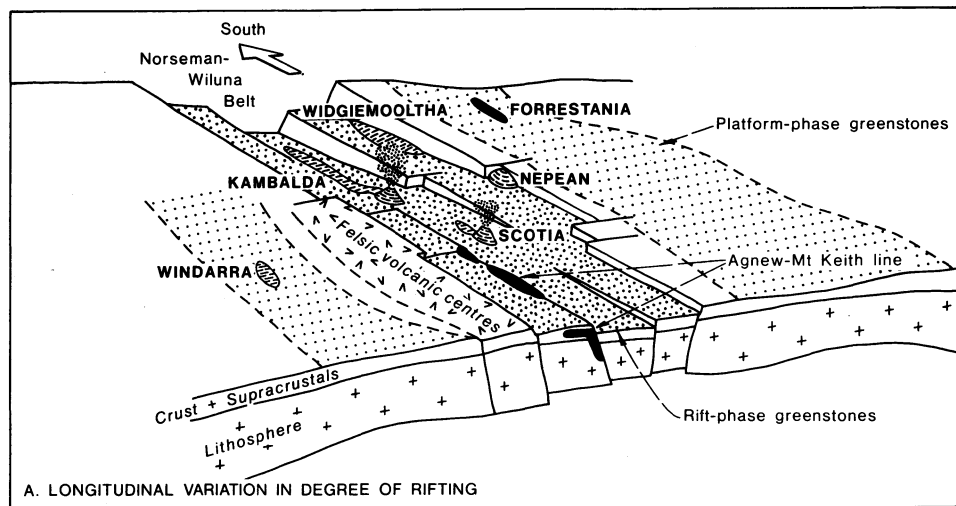 South
Norseman-
Wiluna
Belt
WIDGIEMOOLTHA
FORRESTANIA
Platform-phase greenstones
KAMBALDA
NEPEAN
SCOTIA
Felsic volcanic centres
WINDARRA
Agnew-Mt Keith line
Crust + Supracrustals
Lithosphere
Rift-phase greenstones
A. LONGITUDINAL VARIATION IN DEGREE OF RIFTING